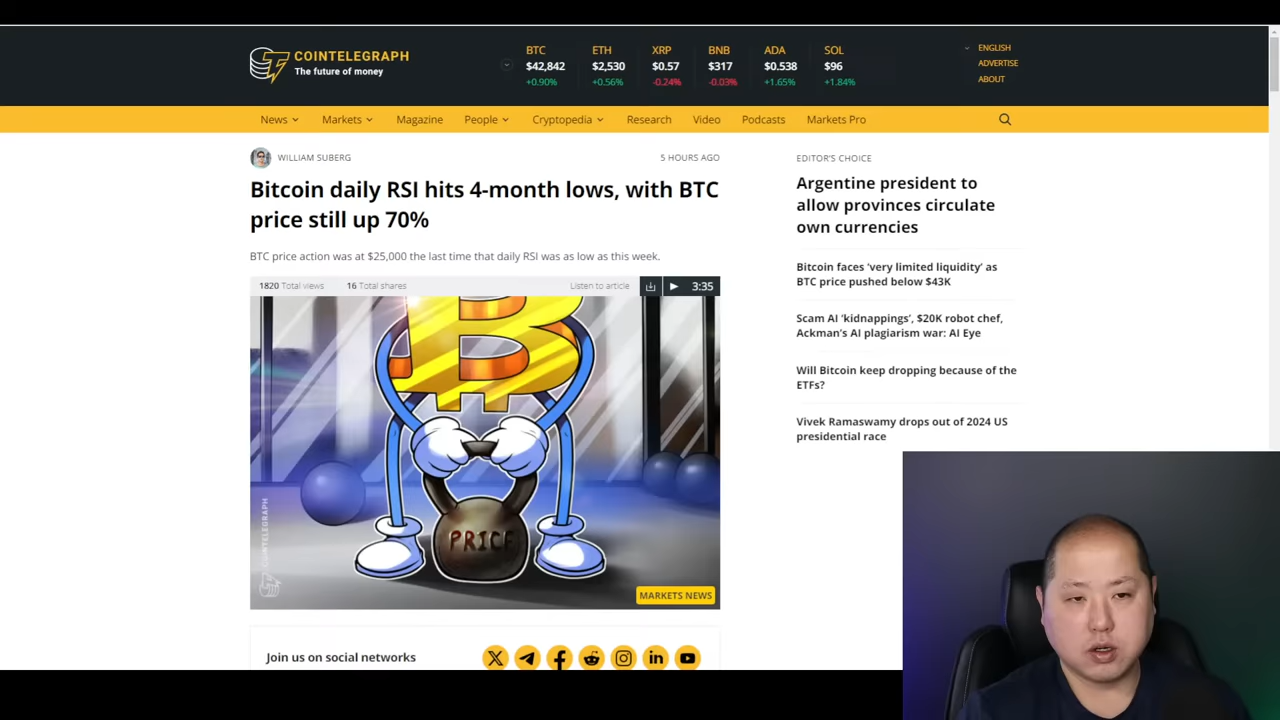 COINTELEGRAPH
The future of money
BTC
$42,842
+0.90%
ETH
$2,530
+0.56%
XRP
$0.57
-0.24%
BNB
$317
-0.03%
ADA
$0.538
+1.65%
SOL
$96
+1.84%
ENGLISH
ADVERTISE
ABOUT
News
Markets
Magazine
People
Cryptopedia
Research
Video
Podcasts
Markets Pro
WILLIAM SUBERG
5 HOURS AGO
Bitcoin daily RSI hits 4-month lows, with BTC
price still up 70%
BTC price action was at $25,000 the last time that daily RSI was as low as this week.
1820 Total views
16 Total shares
Listen to article
3:35
PRICE
COINTELEGRAPH
MARKETS NEWS
Join us on social networks
EDITOR'S CHOICE
Argentine president to
allow provinces circulate
own currencies
Bitcoin faces ‘very limited liquidity’ as
BTC price pushed below $43K
Scam AI ‘kidnappings’, $20K robot chef,
Ackman’s AI plagiarism war: AI Eye
Will Bitcoin keep dropping because of the
ETFs?
Vivek Ramaswamy drops out of 2024 US
presidential race